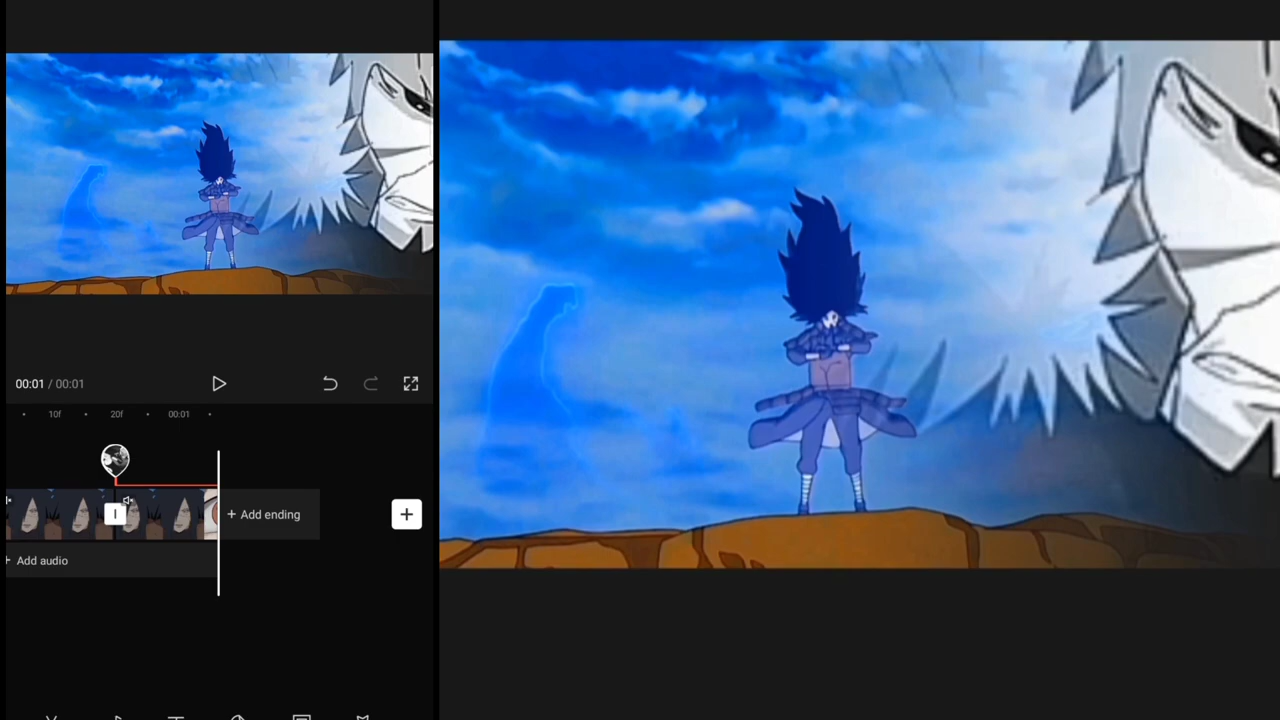 00:01 / 00:01
10f 20f 00:01
+ Add ending
+
+ Add audio